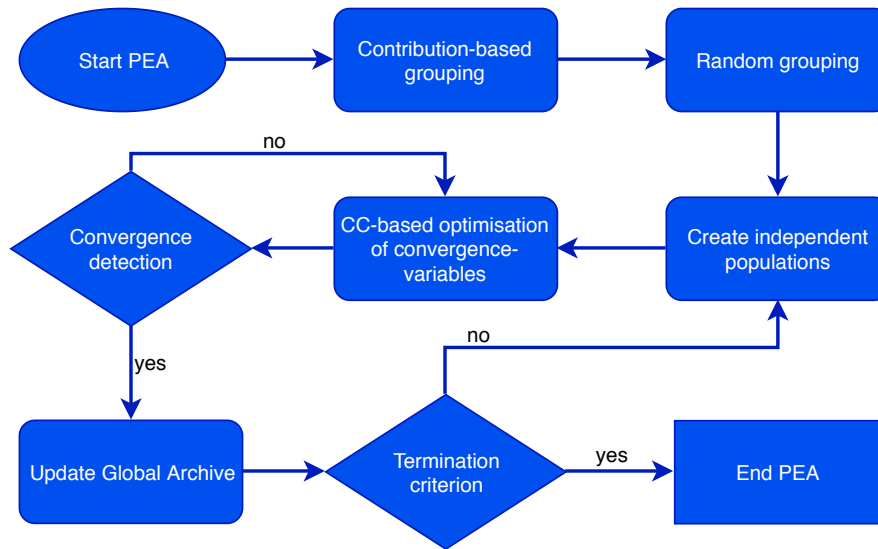 Start PEA
Contribution-based
grouping
Random grouping
no
Convergence
detection
CC-based optimisation
of convergence-
variables
Create independent
populations
yes
no
Update Global Archive
Termination
criterion
yes
End PEA